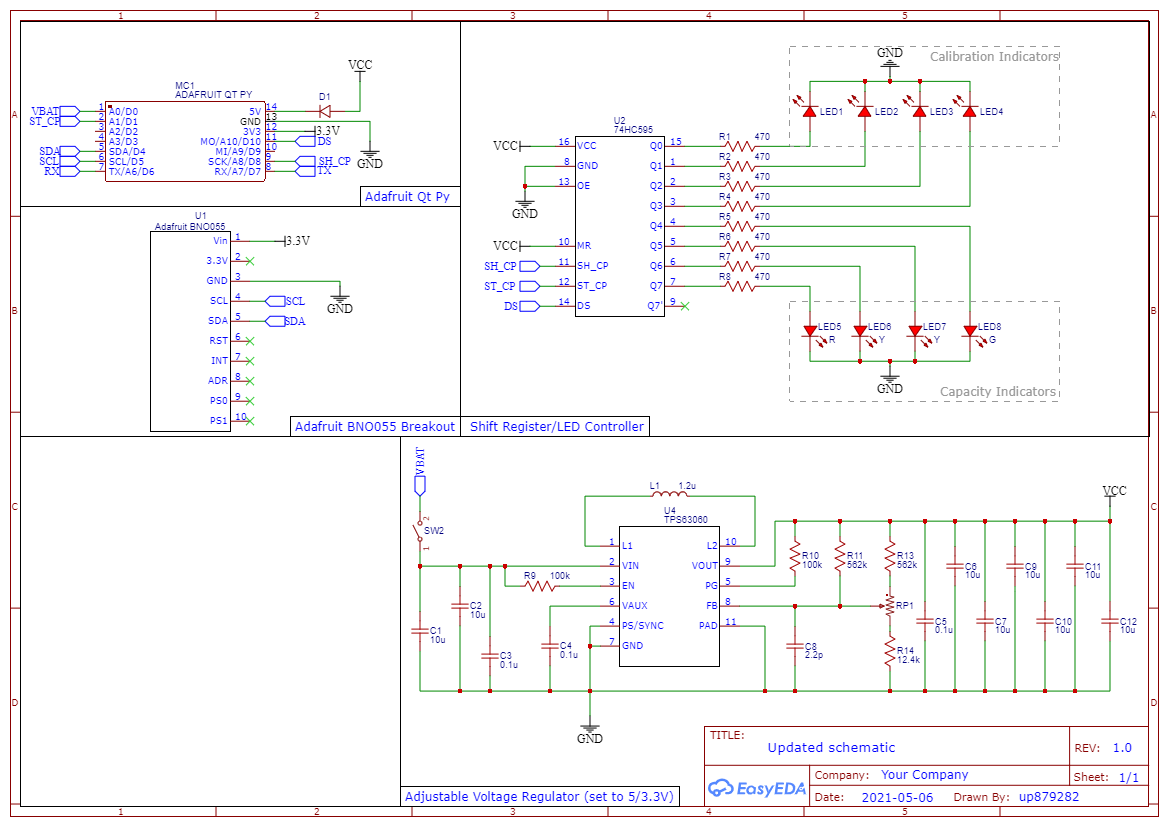 1 2 3 4 5
A A
B B
C C
D D
1 2 3 4 5
MC1
ADAFRUIT QT PY
VCC
D1
VBAT 1 A0/D0 5V 14
ST_CP 2 A1/D1 GND 13
3 A2/D2 3V3 12 3.3V
4 A3/D3 MO/A10/D10 11 DS
SDA 5 SDA/D4 MI/A9/D9 10
SCL 6 SCL/D5 SCK/A8/D8 9 SH_CP
RX 7 TX/A6/D6 RX/A7/D7 8 TX
GND
Adafruit Qt Py
U1
Adafruit BNO055
Vin 1 3.3V
3.3V 2
GND 3
GND
SCL 4 SCL
SDA 5 SDA
RST 6
INT 7
ADR 8
PS0 9
PS1 10
Adafruit BNO055 Breakout
GND
Calibration Indicators
LED1 LED2 LED3 LED4
U2
74HC595
VCC 16 VCC Q0 15 R1 470
8 GND Q1 1 R2 470
13 OE Q2 2 R3 470
GND
Q3 3 R4 470
Q4 4 R5 470
VCC 10 MR Q5 5 R6 470
SH_CP 11 SH_CP Q6 6 R7 470
ST_CP 12 ST_CP Q7 7 R8 470
DS 14 DS Q7' 9
LED5 LED6 LED7 LED8
R Y Y G
GND
Capacity Indicators
Shift Register/LED Controller
VBAT
SW2
2
1
L1 1.2u
U4
TPS63060
VCC
1 L1 L2 10
2 VIN VOUT 9
3 EN PG 5
6 VAUX FB 8
4 PS/SYNC PAD 11
7 GND
R9 100k
R10
100k
R11
562k
R13
562k
RP1
R14
12.4k
C1
10u
C2
10u
C3
0.1u
C4
0.1u
C8
2.2p
C5
0.1u
C6
10u
C7
10u
C9
10u
C10
10u
C11
10u
C12
10u
GND
Adjustable Voltage Regulator (set to 5/3.3V)
TITLE:
Updated schematic
REV: 1.0
EasyEDA
Company: Your Company
Sheet: 1/1
Date: 2021-05-06 Drawn By: up879282